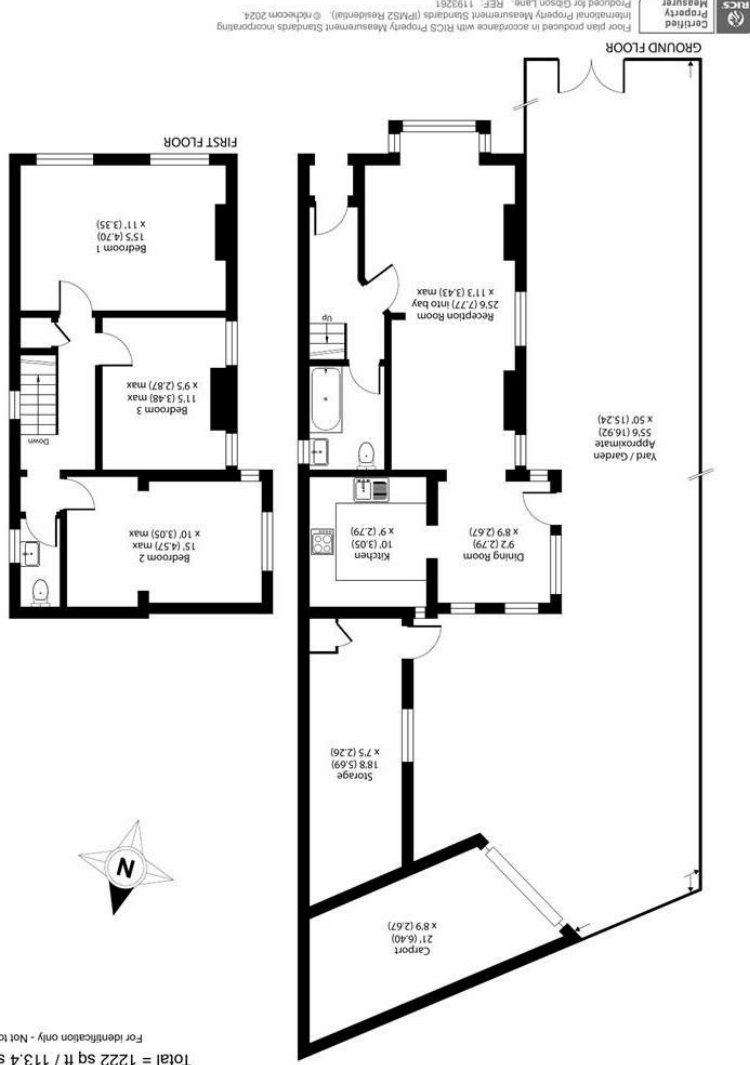 Total = 1222 sq ft / 113.4 s
For identification only - Not to
N
Carport
21' (6.40)
x 8'9 (2.67)
Storage
18'8 (5.69)
x 7'5 (2.26)
Yard / Garden
Approximate
55'6 (16.92)
x 50' (15.24)
Dining Room
9'2 (2.79)
x 8'9 (2.67)
Kitchen
10' (3.05)
x 9' (2.79)
Reception Room
25'6 (7.77) into bay
x 11'3 (3.43) max
Up
GROUND FLOOR
Bedroom 2
15' (4.57) max
x 10' (3.05) max
Down
Bedroom 3
11'5 (3.48) max
x 9'5 (2.87) max
Bedroom 1
15'5 (4.70)
x 11' (3.35)
FIRST FLOOR
RICS
Certified
Property
Measurer
Floor plan produced in accordance with RICS Property Measurement Standards incorporating
International Property Measurement Standards (IPMS2 Residential). © nichecom 2024.
Produced for Gibson Lane. REF: 1193261